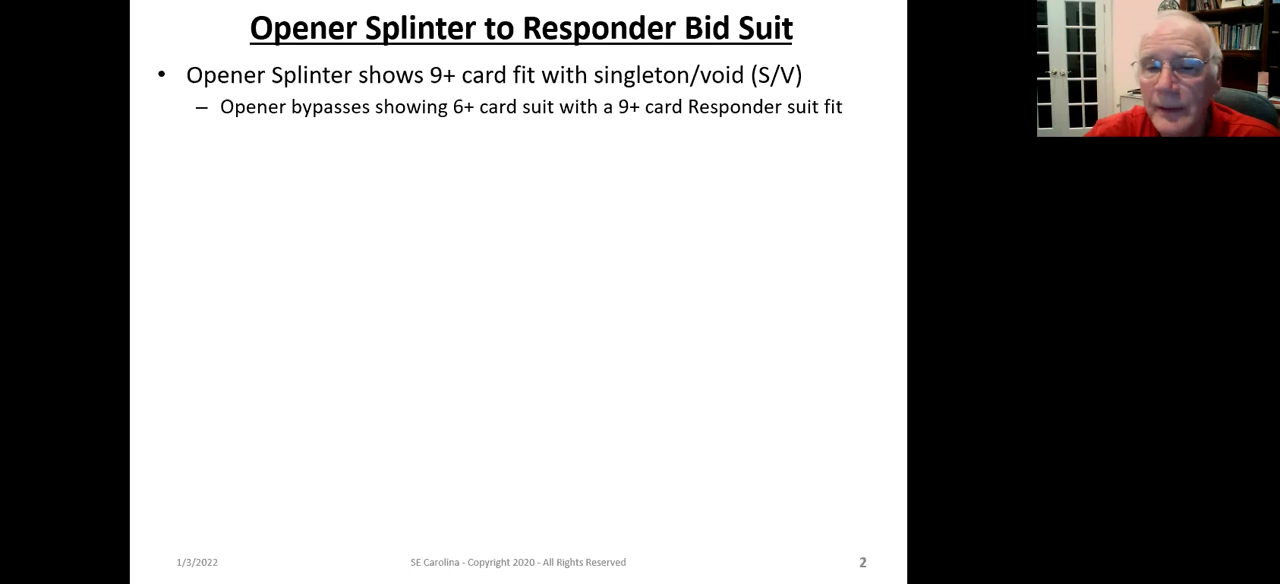 Opener Splinter to Responder Bid Suit
• Opener Splinter shows 9+ card fit with singleton/void (S/V)
– Opener bypasses showing 6+ card suit with a 9+ card Responder suit fit
1/3/2022
SE Carolina - Copyright 2020 - All Rights Reserved
2